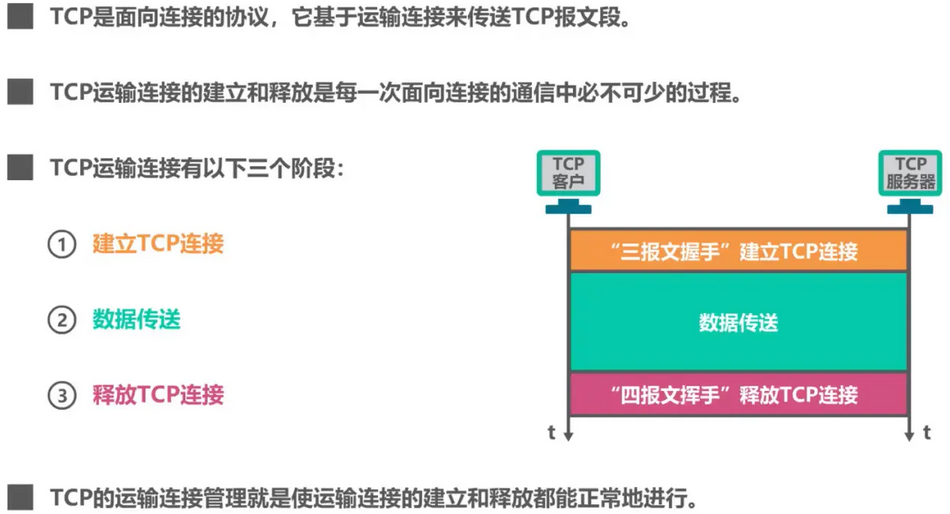 TCP是面向连接的协议，它基于运输连接来传送TCP报文段。
TCP运输连接的建立和释放是每一次面向连接的通信中必不可少的过程。
TCP运输连接有以下三个阶段：
① 建立TCP连接
② 数据传送
③ 释放TCP连接
TCP
客户
TCP
服务器
“三报文握手”建立TCP连接
数据传送
“四报文挥手”释放TCP连接
t
t
TCP的运输连接管理就是使运输连接的建立和释放都能正常地进行。